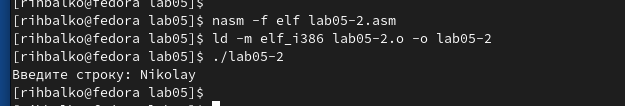 [rihbalko@fedora lab05]$
[rihbalko@fedora lab05]$ nasm -f elf lab05-2.asm
[rihbalko@fedora lab05]$ ld -m elf_i386 lab05-2.o -o lab05-2
[rihbalko@fedora lab05]$ ./lab05-2
Введите строку: Nikolay
[rihbalko@fedora lab05]$